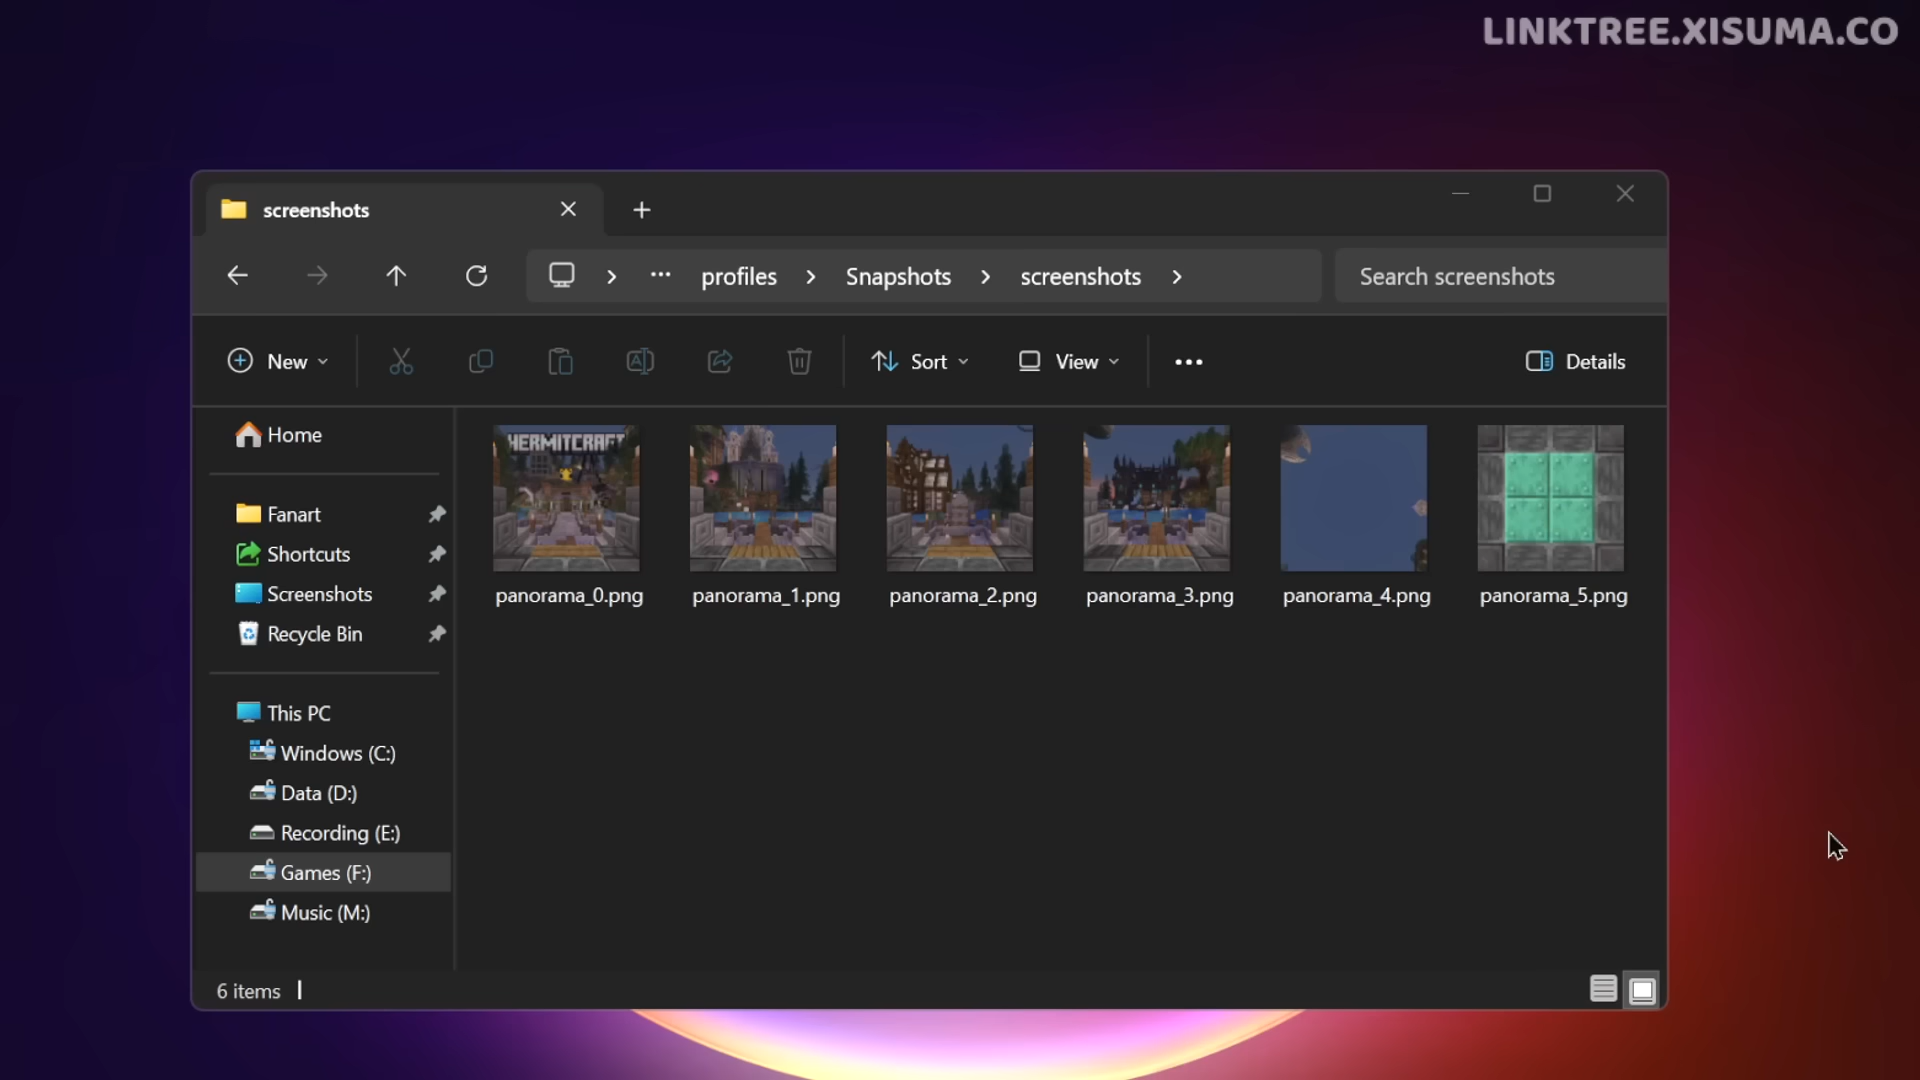 LINKTREE.XISUMA.CO
screenshots
profiles
Snapshots
screenshots
Search screenshots
New
Sort
View
Details
Home
Fanart
Shortcuts
Screenshots
Recycle Bin
This PC
Windows (C:)
Data (D:)
Recording (E:)
Games (F:)
Music (M:)
HERMITCRAFT
panorama_0.png
panorama_1.png
panorama_2.png
panorama_3.png
panorama_4.png
panorama_5.png
6 items